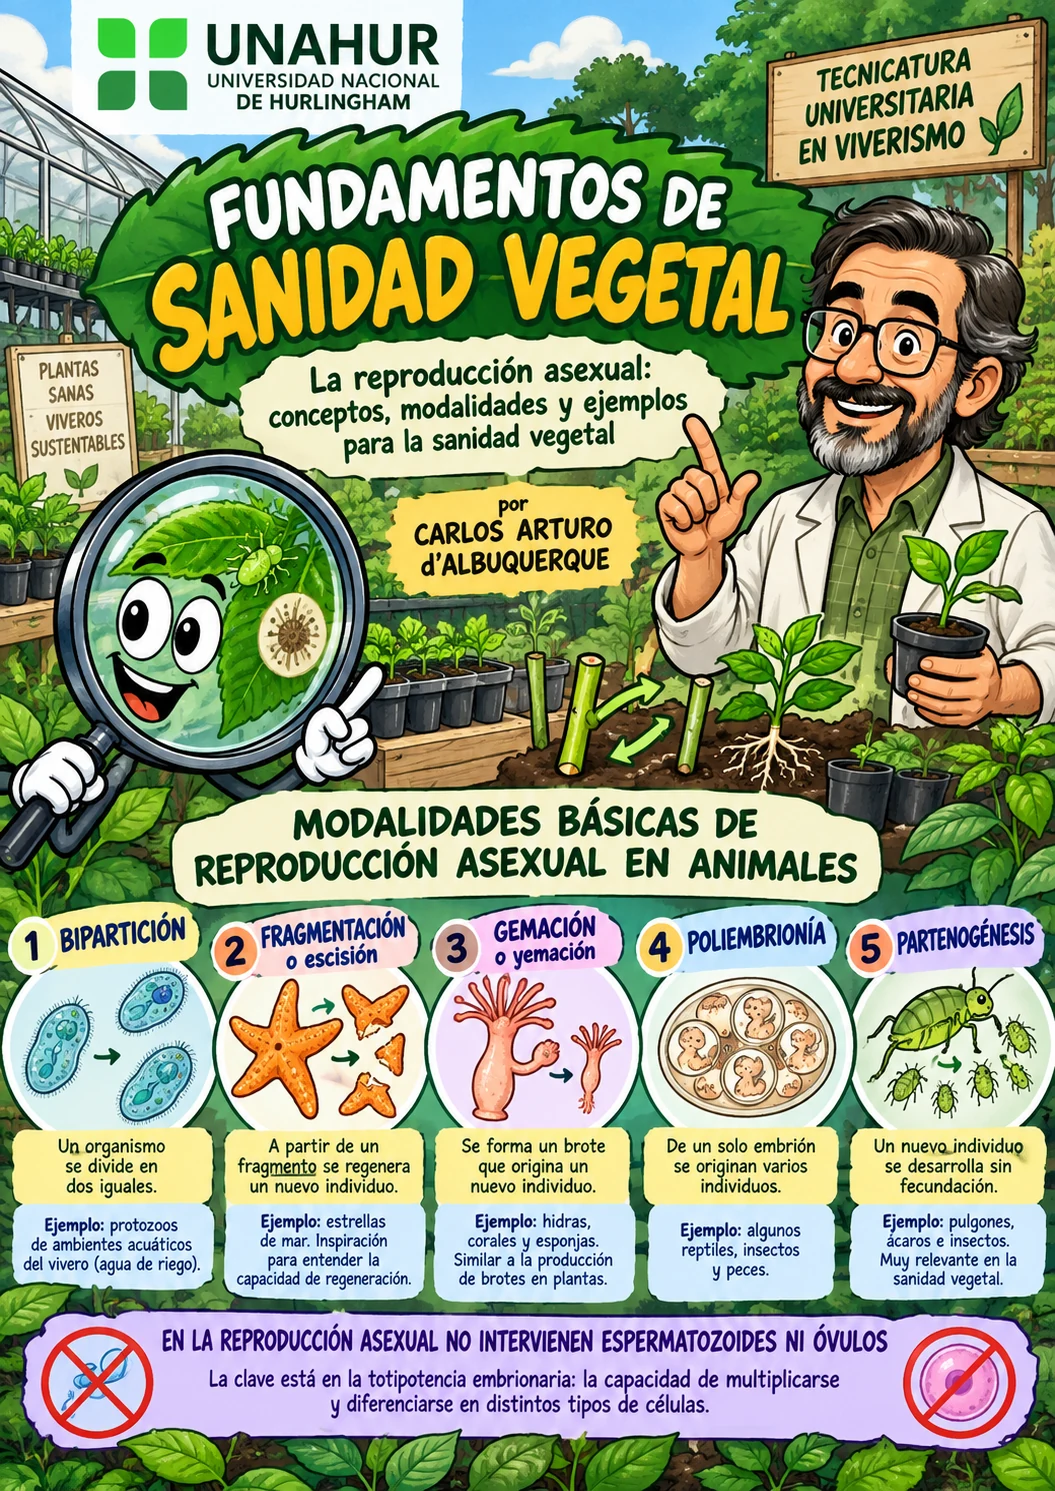 UNAHUR
UNIVERSIDAD NACIONAL
DE HURLINGHAM
TECNICATURA
UNIVERSITARIA
EN VIVERISMO
FUNDAMENTOS DE
SANIDAD VEGETAL
La reproducción asexual:
conceptos, modalidades y ejemplos
para la sanidad vegetal
PLANTAS
SANAS
VIVEROS
SUSTENTABLES
por
CARLOS ARTURO
d'ALBUQUERQUE
MODALIDADES BÁSICAS DE
REPRODUCCIÓN ASEXUAL EN ANIMALES
1 BIPARTICIÓN
Un organismo
se divide en
dos iguales.
Ejemplo: protozoos
de ambientes acuáticos
del vivero (agua de riego).
2 FRAGMENTACIÓN
o escisión
A partir de un
fragmento se regenera
un nuevo individuo.
Ejemplo: estrellas
de mar. Inspiración
para entender la
capacidad de regeneración.
3 GEMACIÓN
o yemación
Se forma un brote
que origina un
nuevo individuo.
Ejemplo: hidras,
corales y esponjas.
Similar a la producción
de brotes en plantas.
4 POLIEMBRIONÍA
De un solo embrión
se originan varios
individuos.
Ejemplo: algunos
reptiles, insectos
y peces.
5 PARTENOGÉNESIS
Un nuevo individuo
se desarrolla sin
fecundación.
Ejemplo: pulgones,
ácaros e insectos.
Muy relevante en la
sanidad vegetal.
EN LA REPRODUCCIÓN ASEXUAL NO INTERVIENEN ESPERMATOZOIDES NI ÓVULOS
La clave está en la totipotencia embrionaria: la capacidad de multiplicarse
y diferenciarse en distintos tipos de células.